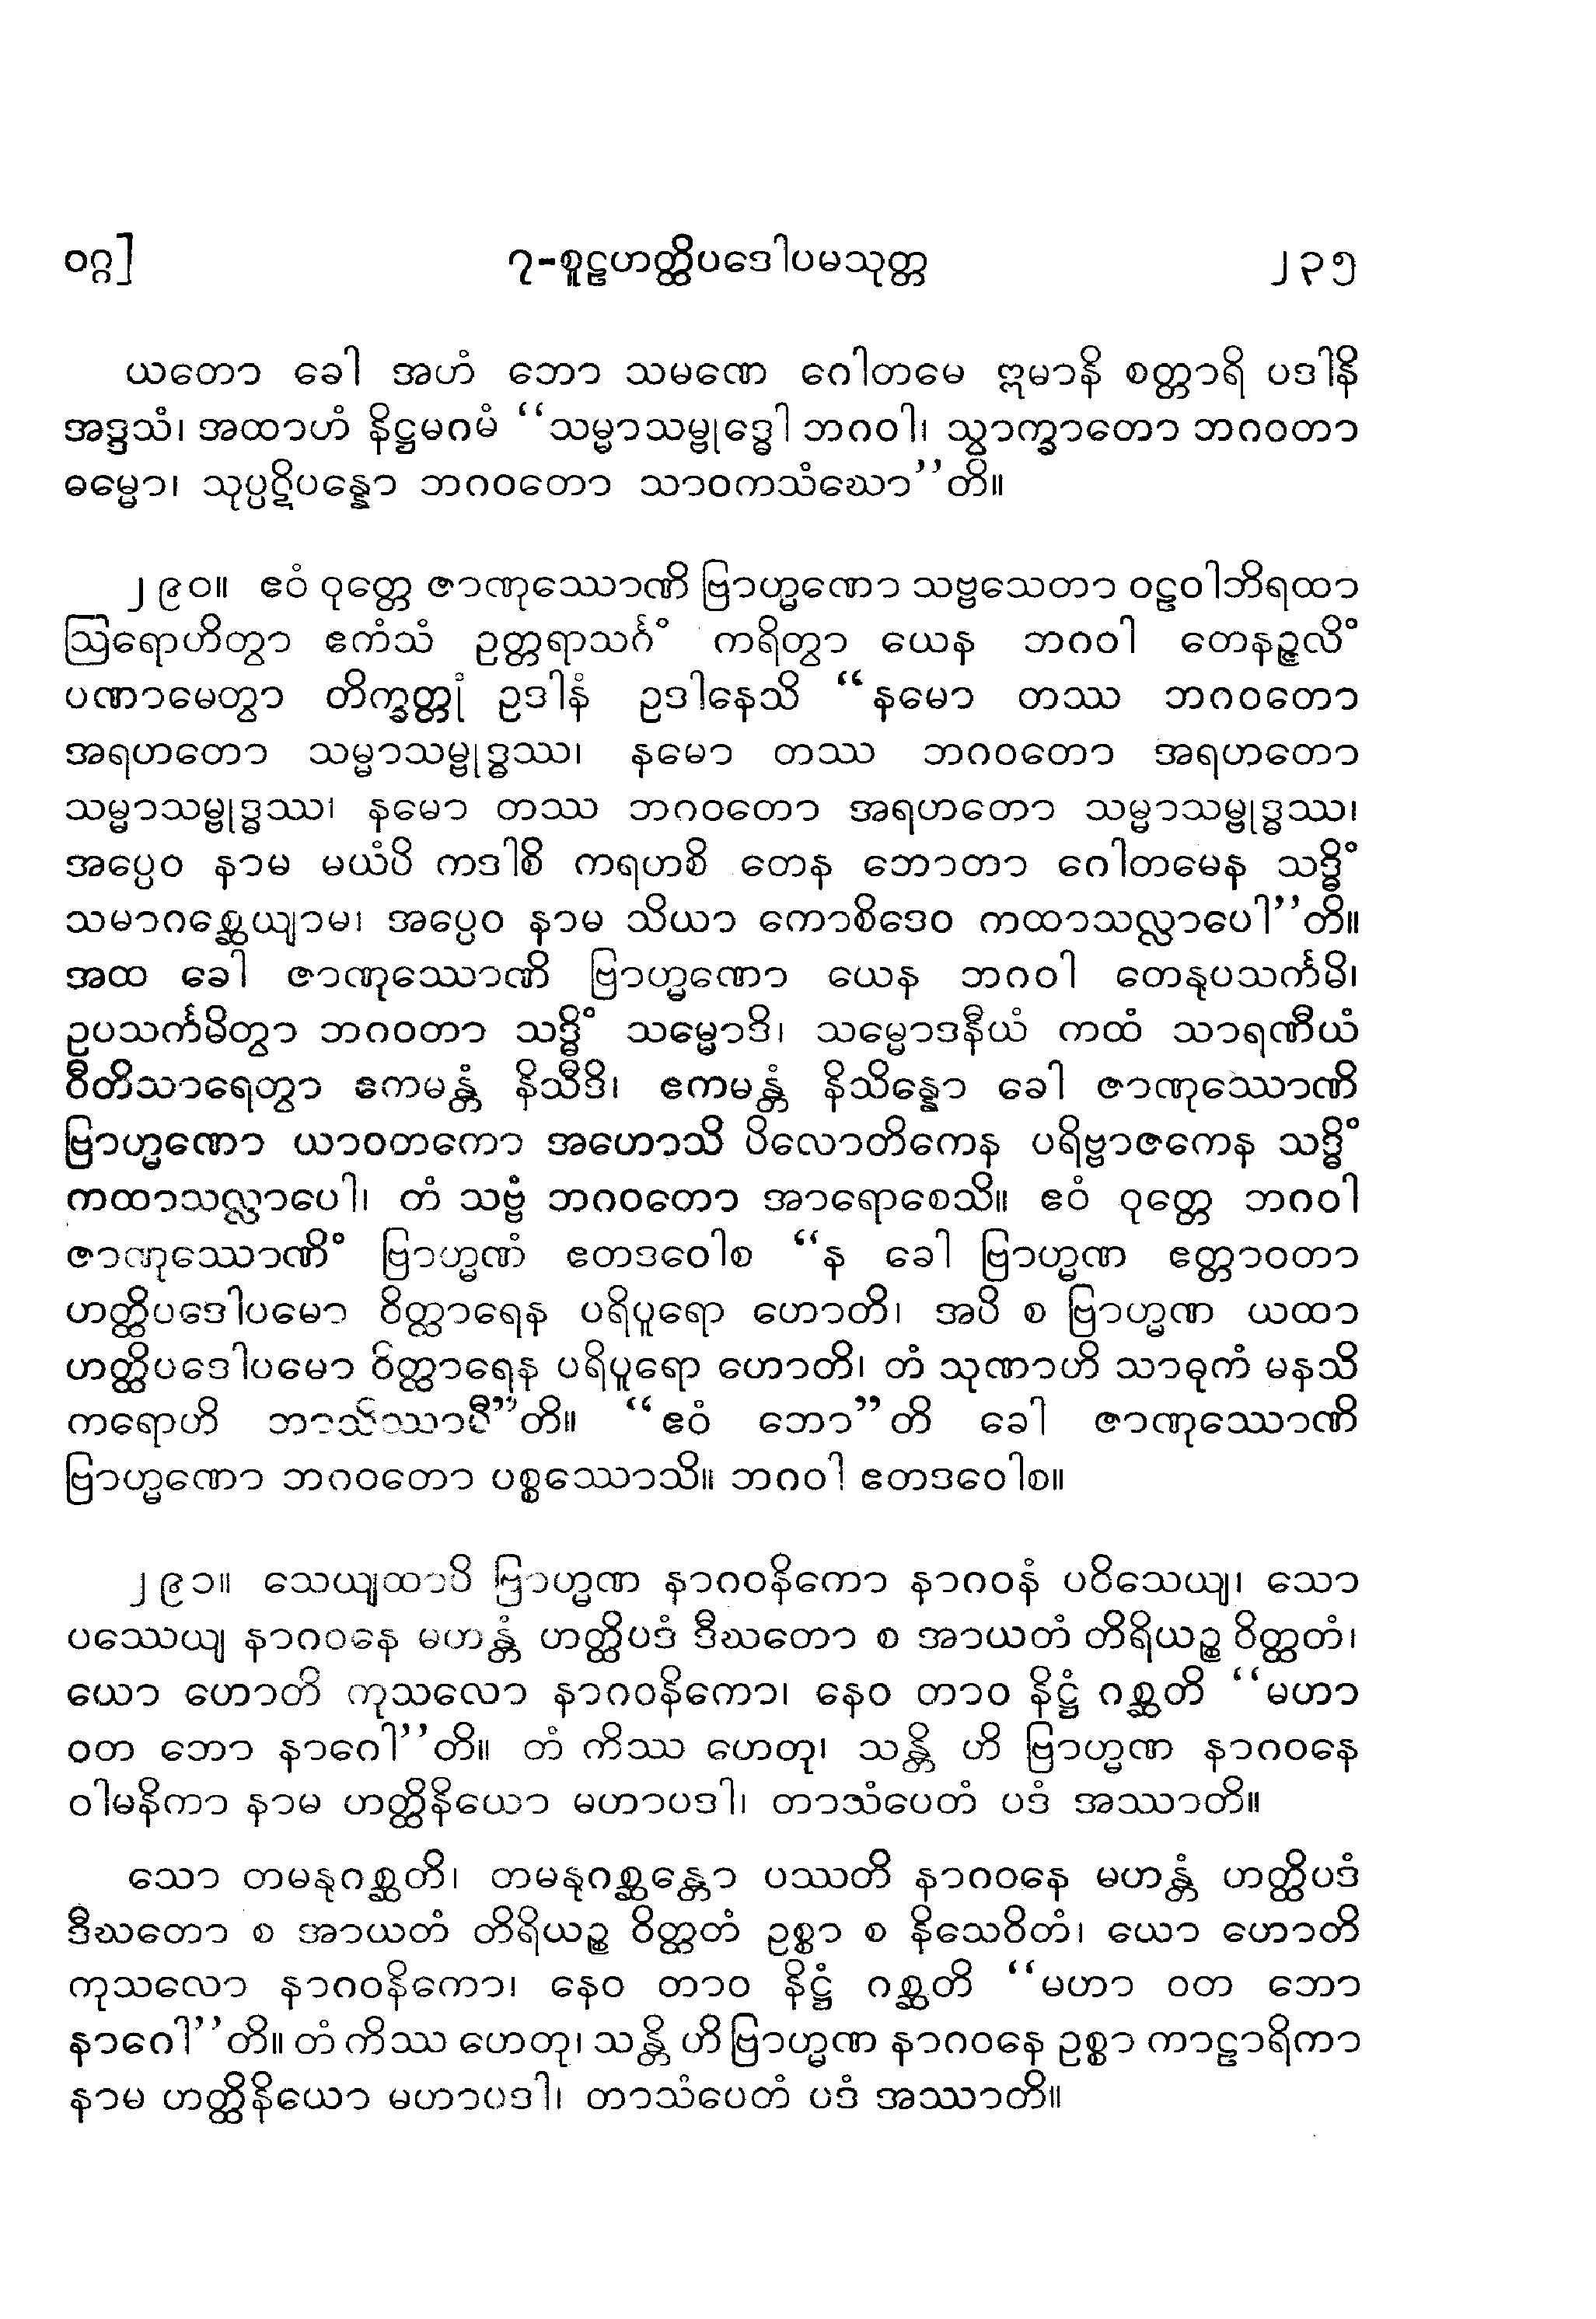 ဝဂ္ဂ] ၇-စူဠဟတ္ထိပဒေါပမသုတ္တ ၂၃၅
ယတော ခေါ အဟံ ဘော သမဏေ ဂေါတမေ ဣမာနိ စတ္တာရိ ပဒါနိ
အဒ္ဒသံ၊ အထာဟံ နိဋ္ဌမဂမံ “သမ္မာသမ္ဗုဒ္ဓေါ ဘဂဝါ၊ သွာက္ခာတော ဘဂဝတာ
ဓမ္မော၊ သုပ္ပဋိပန္နော ဘဂဝတော သာဝကသံဃော”တိ။
၂၉၀။ ဧဝံ ဝုတ္တေ ဇာဏုဿောဏိ ဗြာဟ္မဏော သဗ္ဗသေတာ ဝဠဝါဘိရထာ
ဩရောဟိတွာ ဧကံသံ ဥတ္တရာသင်္ဂံ ကရိတွာ ယေန ဘဂဝါ တေနဉ္ဇလိံ
ပဏာမေတွာ တိက္ခတ္တုံ ဥဒါနံ ဥဒါနေသိ “နမော တဿ ဘဂဝတော
အရဟတော သမ္မာသမ္ဗုဒ္ဓဿ၊ နမော တဿ ဘဂဝတော အရဟတော
သမ္မာသမ္ဗုဒ္ဓဿ၊ နမော တဿ ဘဂဝတော အရဟတော သမ္မာသမ္ဗုဒ္ဓဿ၊
အပ္ပေဝ နာမ မယံပိ ကဒါစိ ကရဟစိ တေန ဘောတာ ဂေါတမေန သဒ္ဓိံ
သမာဂစ္ဆေယျာမ၊ အပ္ပေဝ နာမ သိယာ ကောစိဒေဝ ကထာသလ္လာပေါ”တိ။
အထ ခေါ ဇာဏုဿောဏိ ဗြာဟ္မဏော ယေန ဘဂဝါ တေနုပသင်္ကမိ၊
ဥပသင်္ကမိတွာ ဘဂဝတာ သဒ္ဓိံ သမ္မောဒိ၊ သမ္မောဒနီယံ ကထံ သာရဏီယံ
ဝီတိသာရေတွာ ဧကမန္တံ နိသီဒိ၊ ဧကမန္တံ နိသိန္နော ခေါ ဇာဏုဿောဏိ
ဗြာဟ္မဏော ယာဝတကော အဟောသိ ပိလောတိကေန ပရိဗ္ဗာဇကေန သဒ္ဓိံ
ကထာသလ္လာပေါ၊ တံ သဗ္ဗံ ဘဂဝတော အာရောစေသိ။ ဧဝံ ဝုတ္တေ ဘဂဝါ
ဇာဏုဿောဏိံ ဗြာဟ္မဏံ ဧတဒဝေါစ “န ခေါ ဗြာဟ္မဏ ဧတ္တာဝတာ
ဟတ္ထိပဒေါပမော ဝိတ္ထာရေန ပရိပူရော ဟောတိ၊ အပိ စ ဗြာဟ္မဏ ယထာ
ဟတ္ထိပဒေါပမော ဝိတ္ထာရေန ပရိပူရော ဟောတိ၊ တံ သုဏာဟိ သာဓုကံ မနသိ
ကရောဟိ ဘာသိဿာမီ”တိ။ “ဧဝံ ဘော”တိ ခေါ ဇာဏုဿောဏိ
ဗြာဟ္မဏော ဘဂဝတော ပစ္စဿောသိ။ ဘဂဝါ ဧတဒဝေါစ။
၂၉၁။ သေယျထာပိ ဗြာဟ္မဏ နာဂဝနိကော နာဂဝနံ ပဝိသေယျ၊ သော
ပဿေယျ နာဂဝနေ မဟန္တံ ဟတ္ထိပဒံ ဒီဃတော စ အာယတံ တိရိယဉ္စ ဝိတ္ထတံ၊
ယော ဟောတိ ကုသလော နာဂဝနိကော၊ နေဝ တာဝ နိဋ္ဌံ ဂစ္ဆတိ “မဟာ
ဝတ ဘော နာဂေါ”တိ။ တံ ကိဿ ဟေတု၊ သန္တိ ဟိ ဗြာဟ္မဏ နာဂဝနေ
ဝါမနိကာ နာမ ဟတ္ထိနိယော မဟာပဒါ၊ တာသံပေတံ ပဒံ အဿာတိ။
သော တမနုဂစ္ဆတိ၊ တမနုဂစ္ဆန္တော ပဿတိ နာဂဝနေ မဟန္တံ ဟတ္ထိပဒံ
ဒီဃတော စ အာယတံ တိရိယဉ္စ ဝိတ္ထတံ ဥစ္စာ စ နိသေဝိတံ၊ ယော ဟောတိ
ကုသလော နာဂဝနိကော၊ နေဝ တာဝ နိဋ္ဌံ ဂစ္ဆတိ “မဟာ ဝတ ဘော
နာဂေါ”တိ။ တံ ကိဿ ဟေတု၊ သန္တိ ဟိ ဗြာဟ္မဏ နာဂဝနေ ဥစ္စာ ကာဠာရိကာ
နာမ ဟတ္ထိနိယော မဟာပဒါ၊ တာသံပေတံ ပဒံ အဿာတိ။